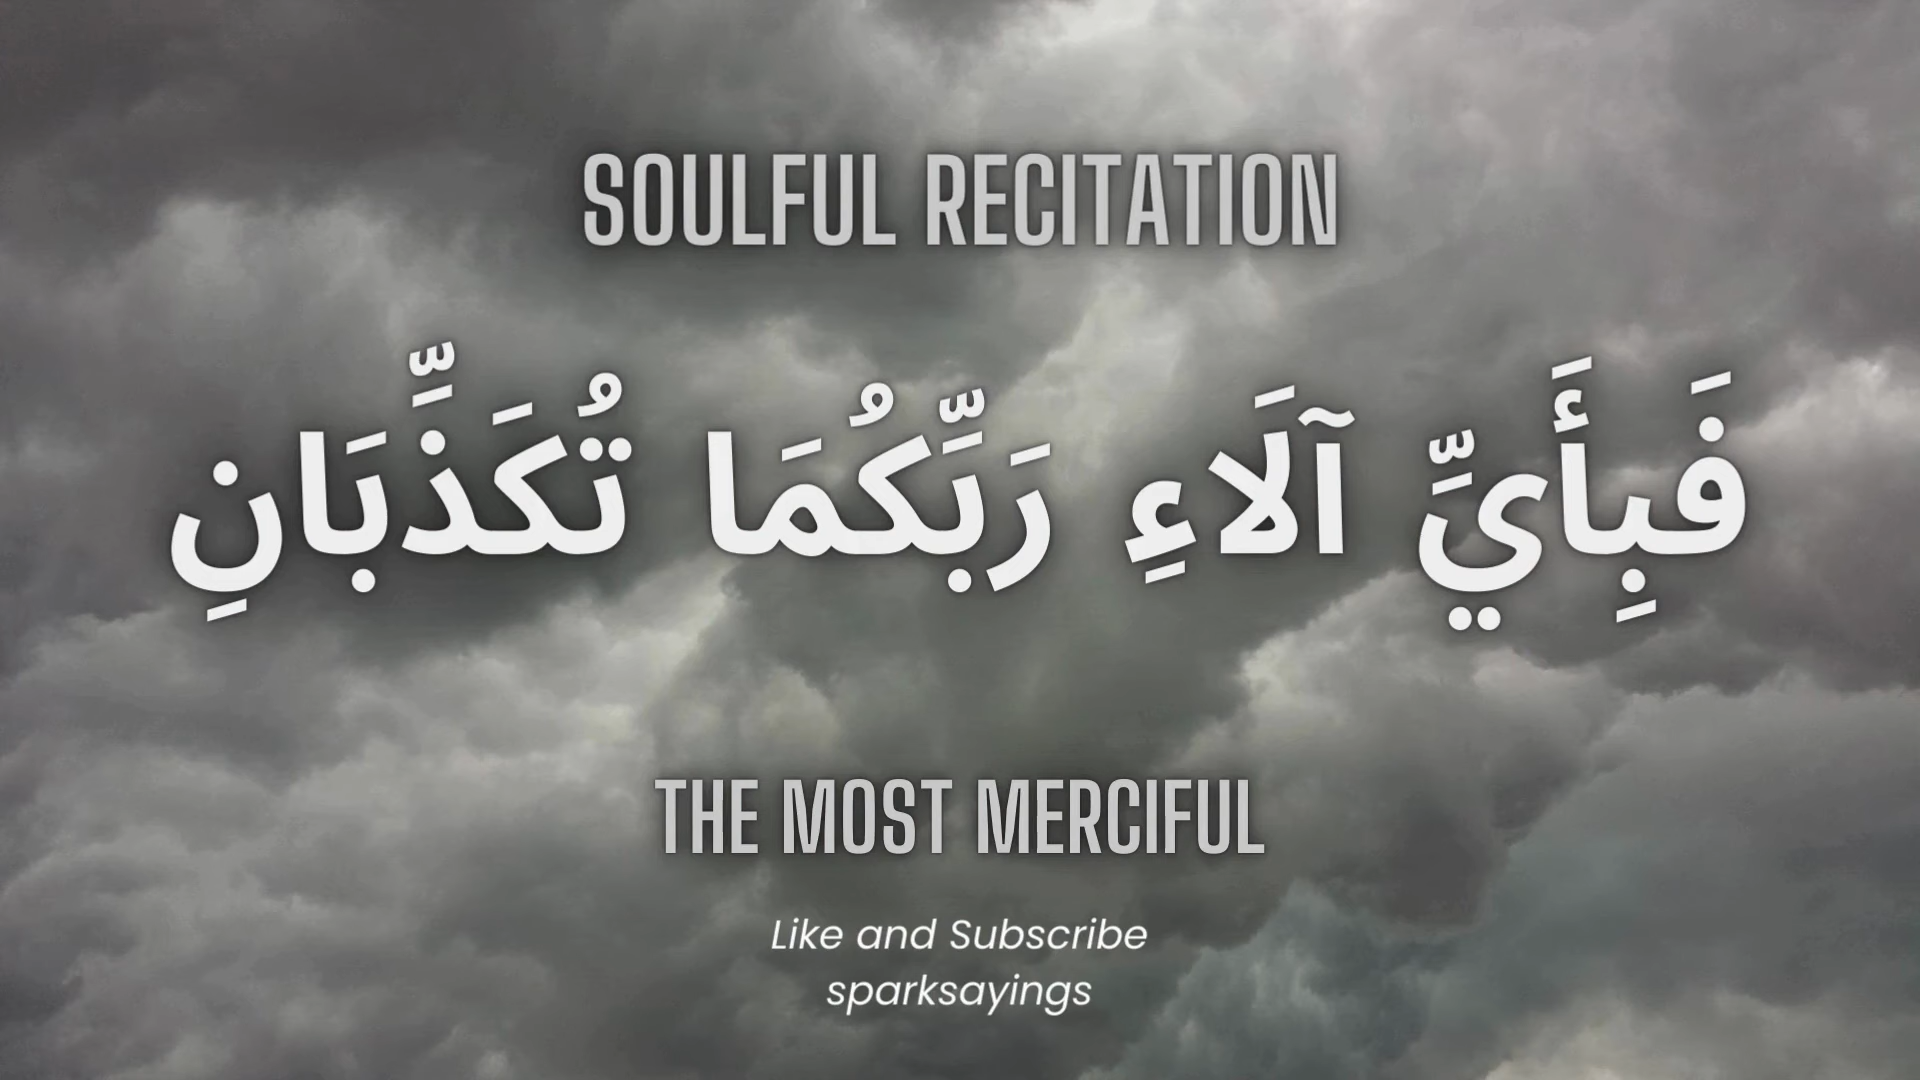 SOULFUL RECITATION
فَبِأَيِّ آلَاءِ رَبِّكُمَا تُكَذِّبَانِ
THE MOST MERCIFUL
Like and Subscribe
sparksayings